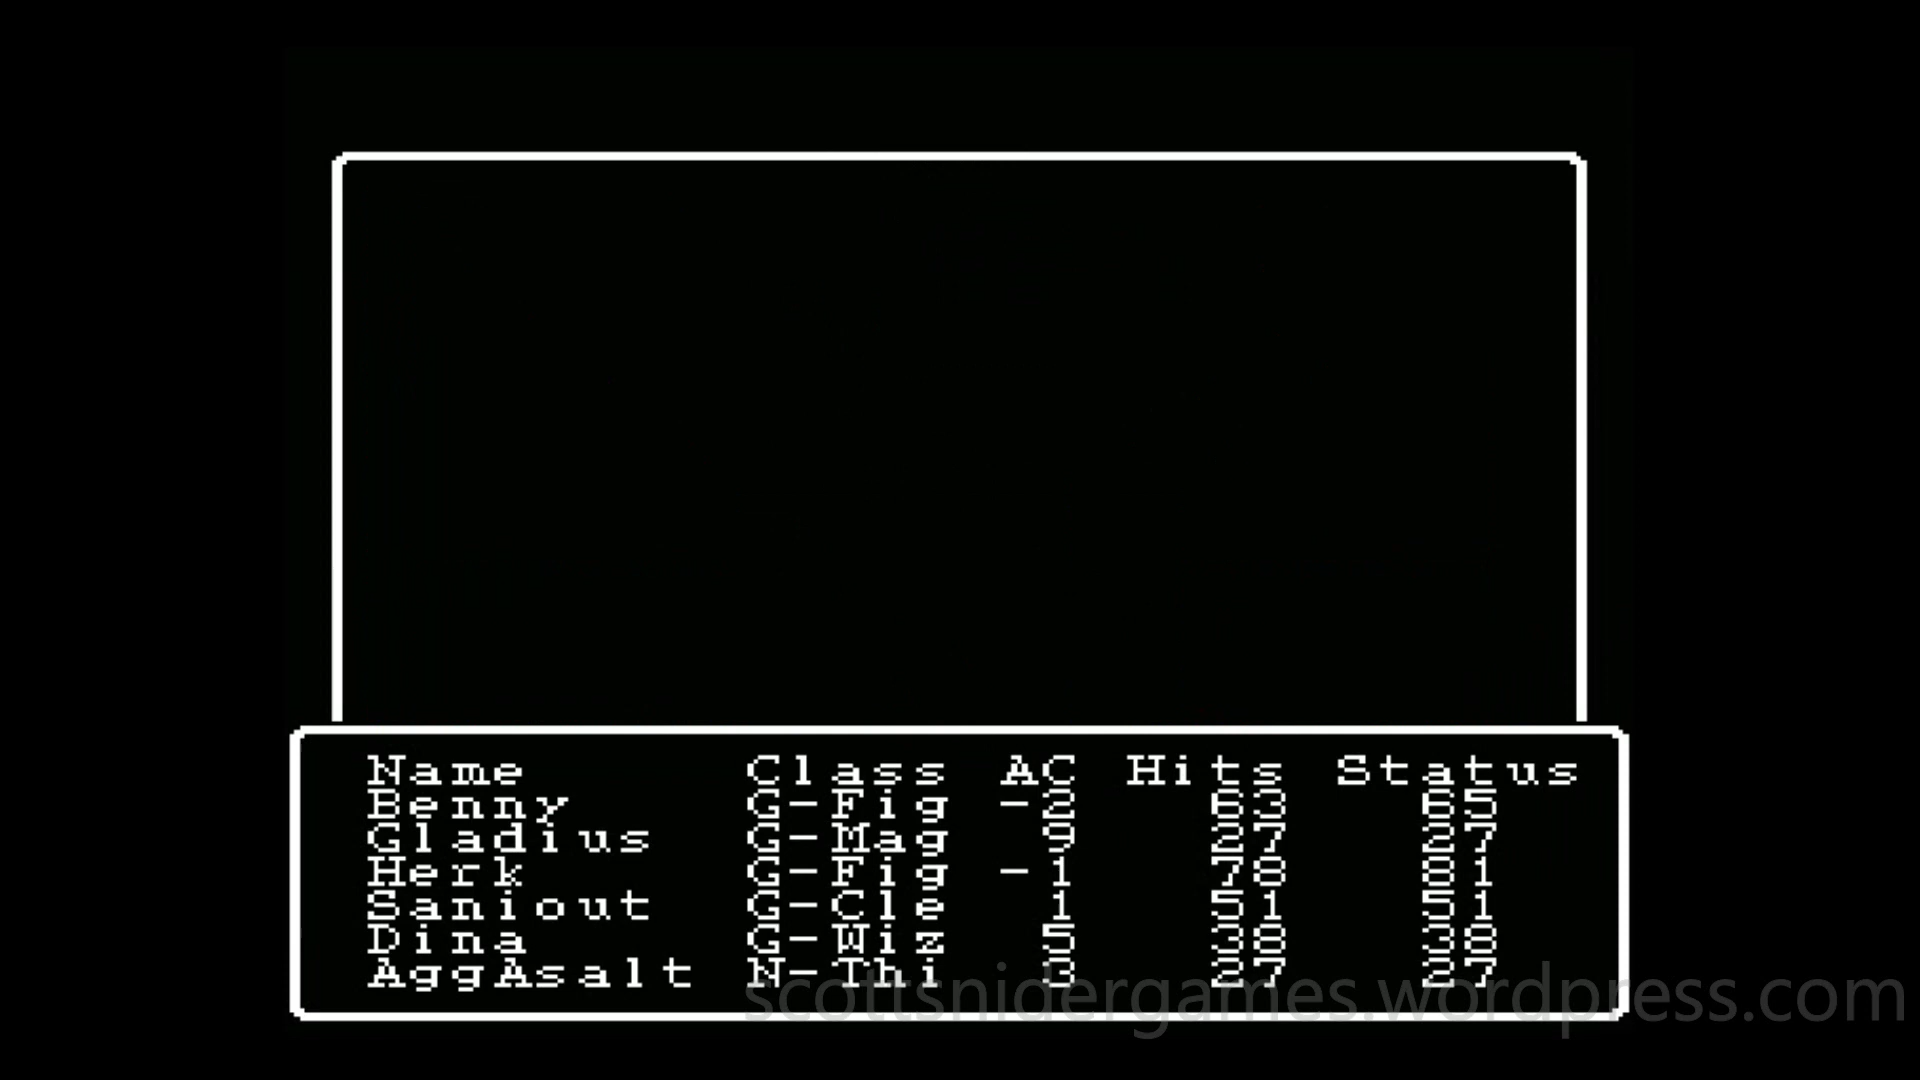 Name Class AC Hits Status
Benny G-Fig -2 63 65
Gladius G-Mag 9 27 27
Herk G-Fig -1 78 81
Saniout G-Cle 1 51 51
Dina G-Wiz 5 38 38
AggAsalt N-Thi 3 27 27
scottsnidergames.wordpress.com